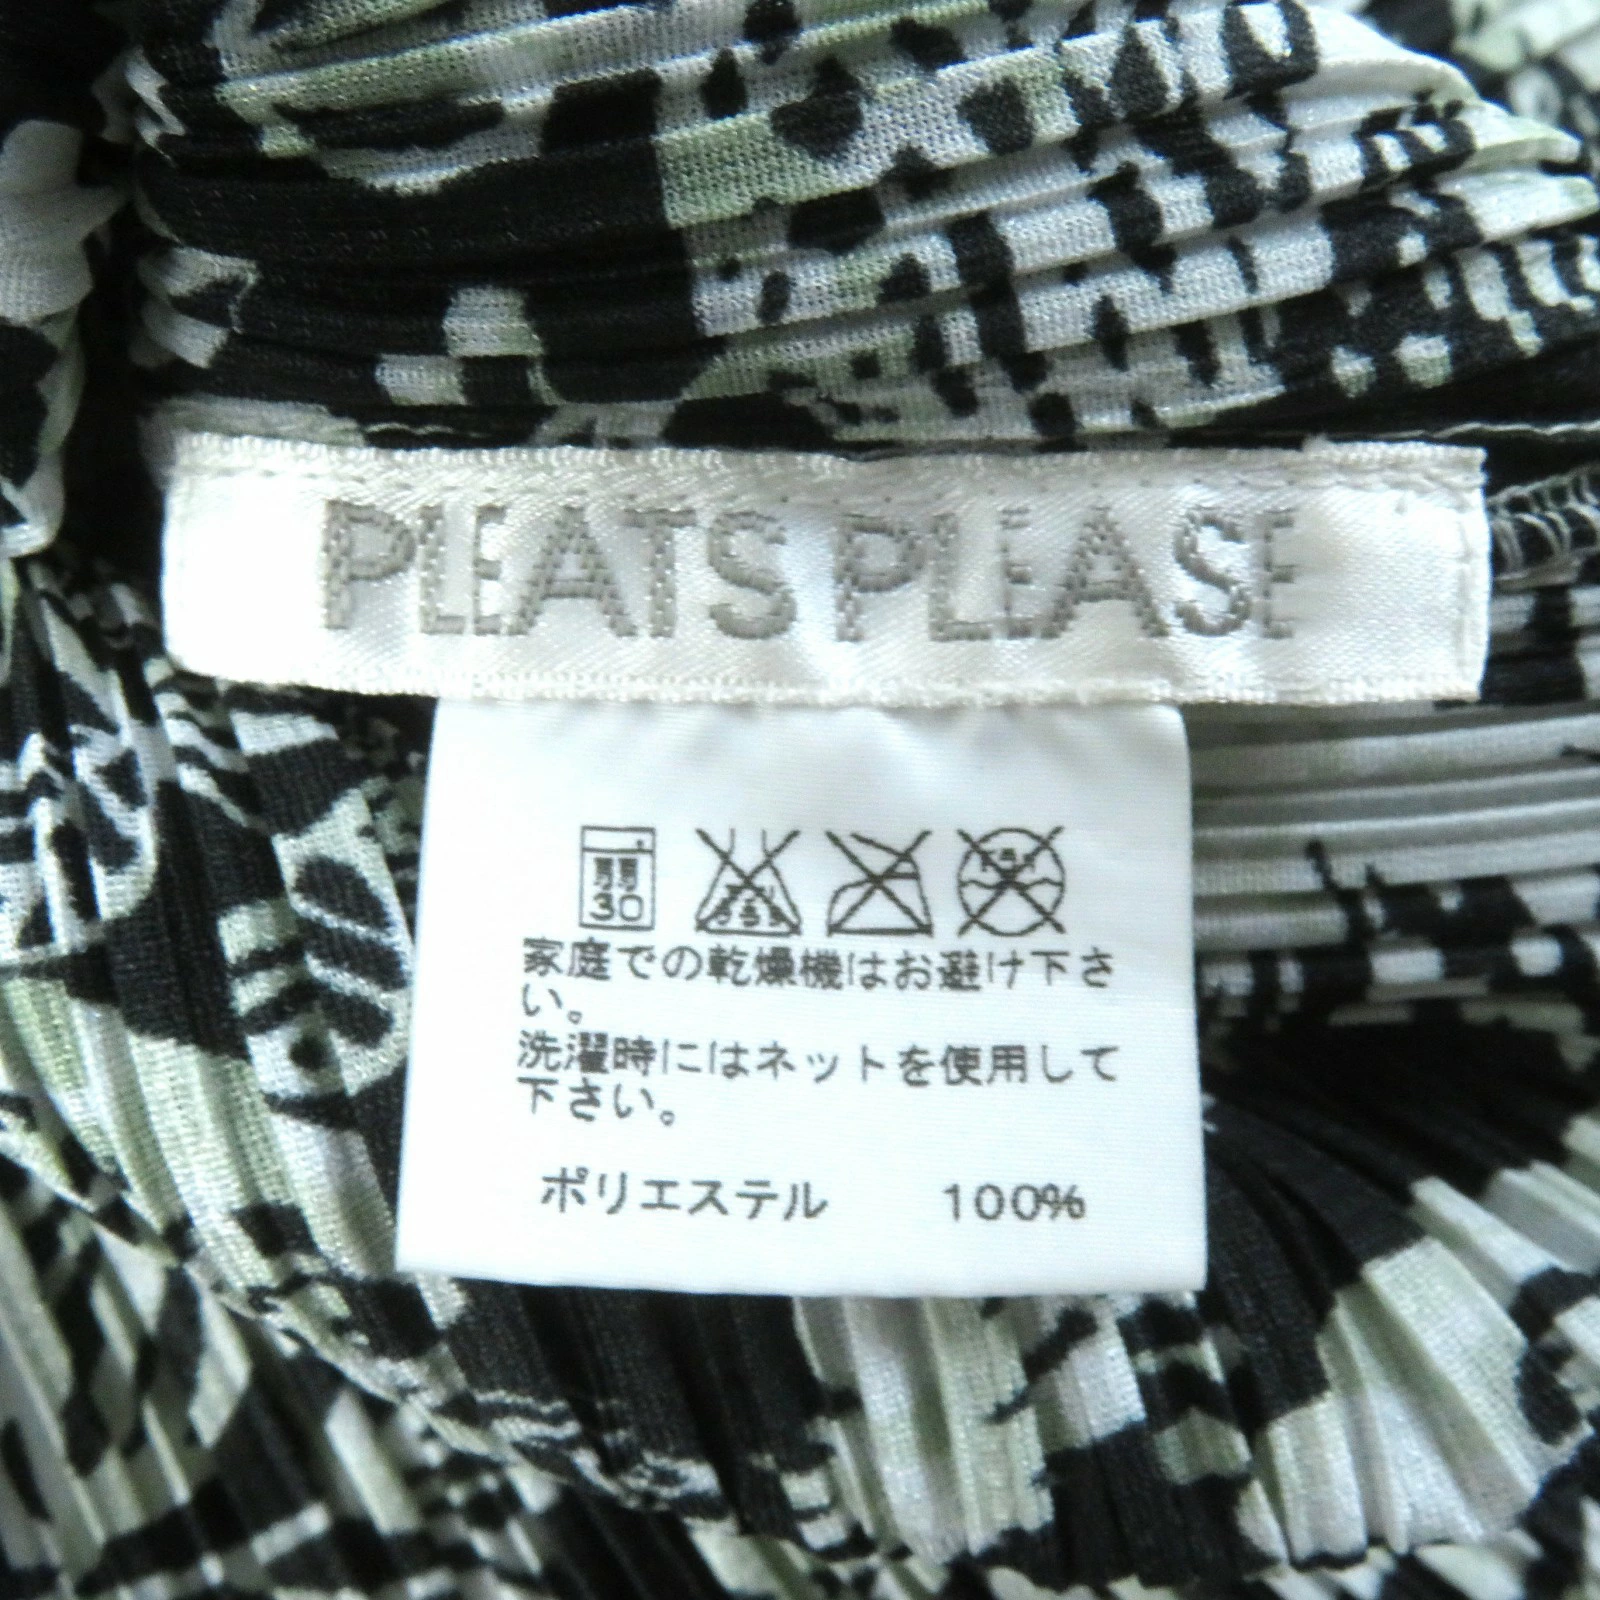 PLEATS PLEASE
弱
30
家庭での乾燥機はお避け下さ
い。
洗濯時にはネットを使用して
下さい。
ポリエステル 100%